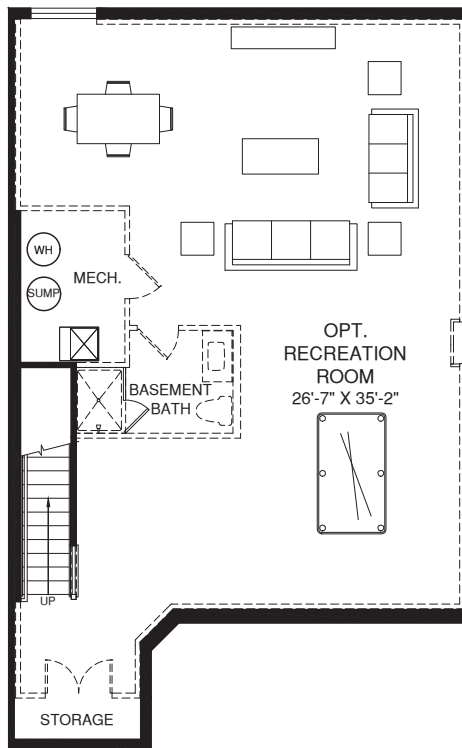 WH
SUMP
MECH.
OPT.
RECREATION
ROOM
26'-7" X 35'-2"
BASEMENT
BATH
UP
STORAGE